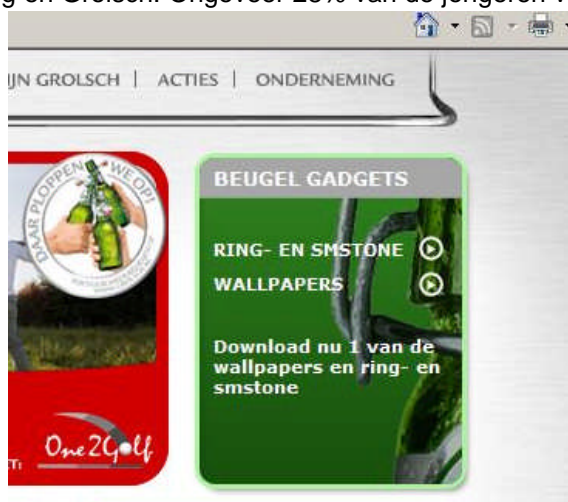 g en Grolsch. Ongeveer 25% van de jongeren v
IJN GROLSCH | ACTIES | ONDERNEMING
DAAR PLOPPEN WE OP!
BEUGEL GADGETS
RING- EN SMSTONE
WALLPAPERS
Download nu 1 van de
wallpapers en ring- en
smstone
One2Golf